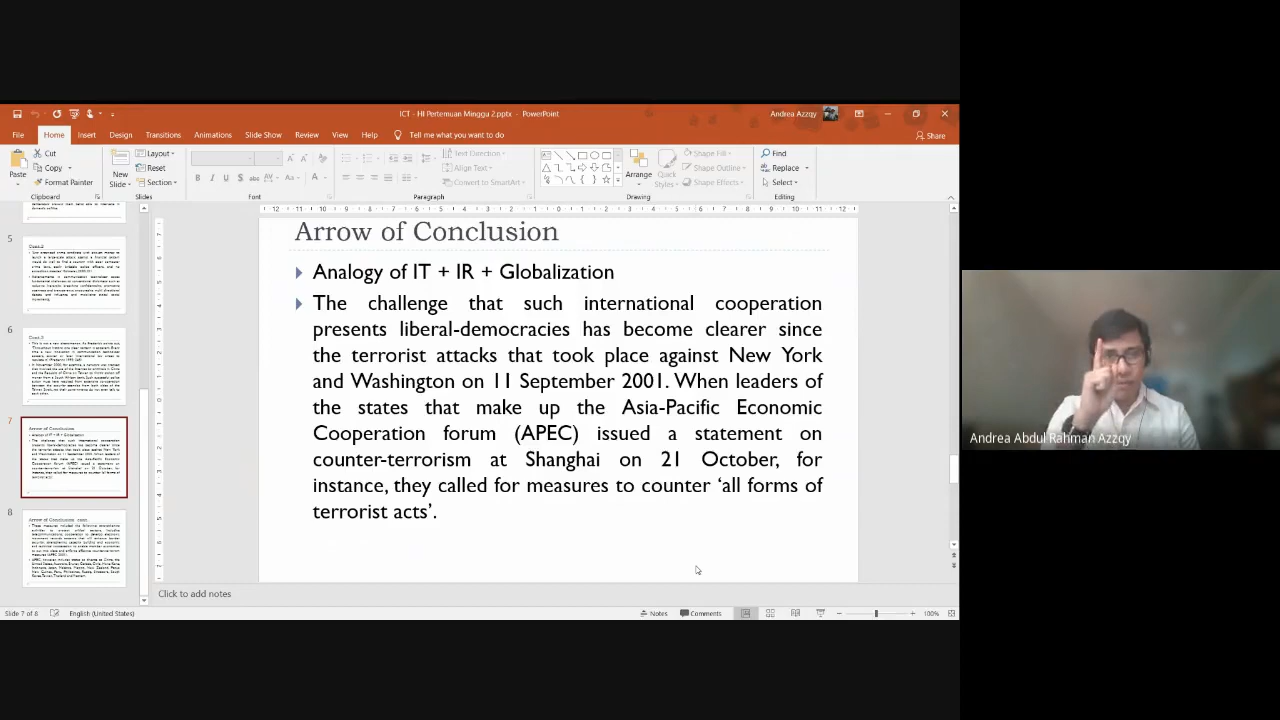 ICT - HI Pertemuan Minggu 2.pptx - PowerPoint
Andrea Azzqy
File Home Insert Design Transitions Animations Slide Show Review View Help Tell me what you want to do
Share
Paste
Cut
Copy
Format Painter
Clipboard
New
Slide
Layout
Reset
Section
Slides
Font
Text Direction
Align Text
Convert to SmartArt
Paragraph
Arrange
Quick
Styles
Shape Fill
Shape Outline
Shape Effects
Drawing
Find
Replace
Select
Editing
5
6
7
8
Arrow of Conclusion
Analogy of IT + IR + Globalization
The challenge that such international cooperation
presents liberal-democracies has become clearer since
the terrorist attacks that took place against New York
and Washington on 11 September 2001. When leaders of
the states that make up the Asia-Pacific Economic
Cooperation forum (APEC) issued a statement on
counter-terrorism at Shanghai on 21 October, for
instance, they called for measures to counter ‘all forms of
terrorist acts’.
Click to add notes
Slide 7 of 8 English (United States) Notes Comments 100%
Andrea Abdul Rahman Azzqy